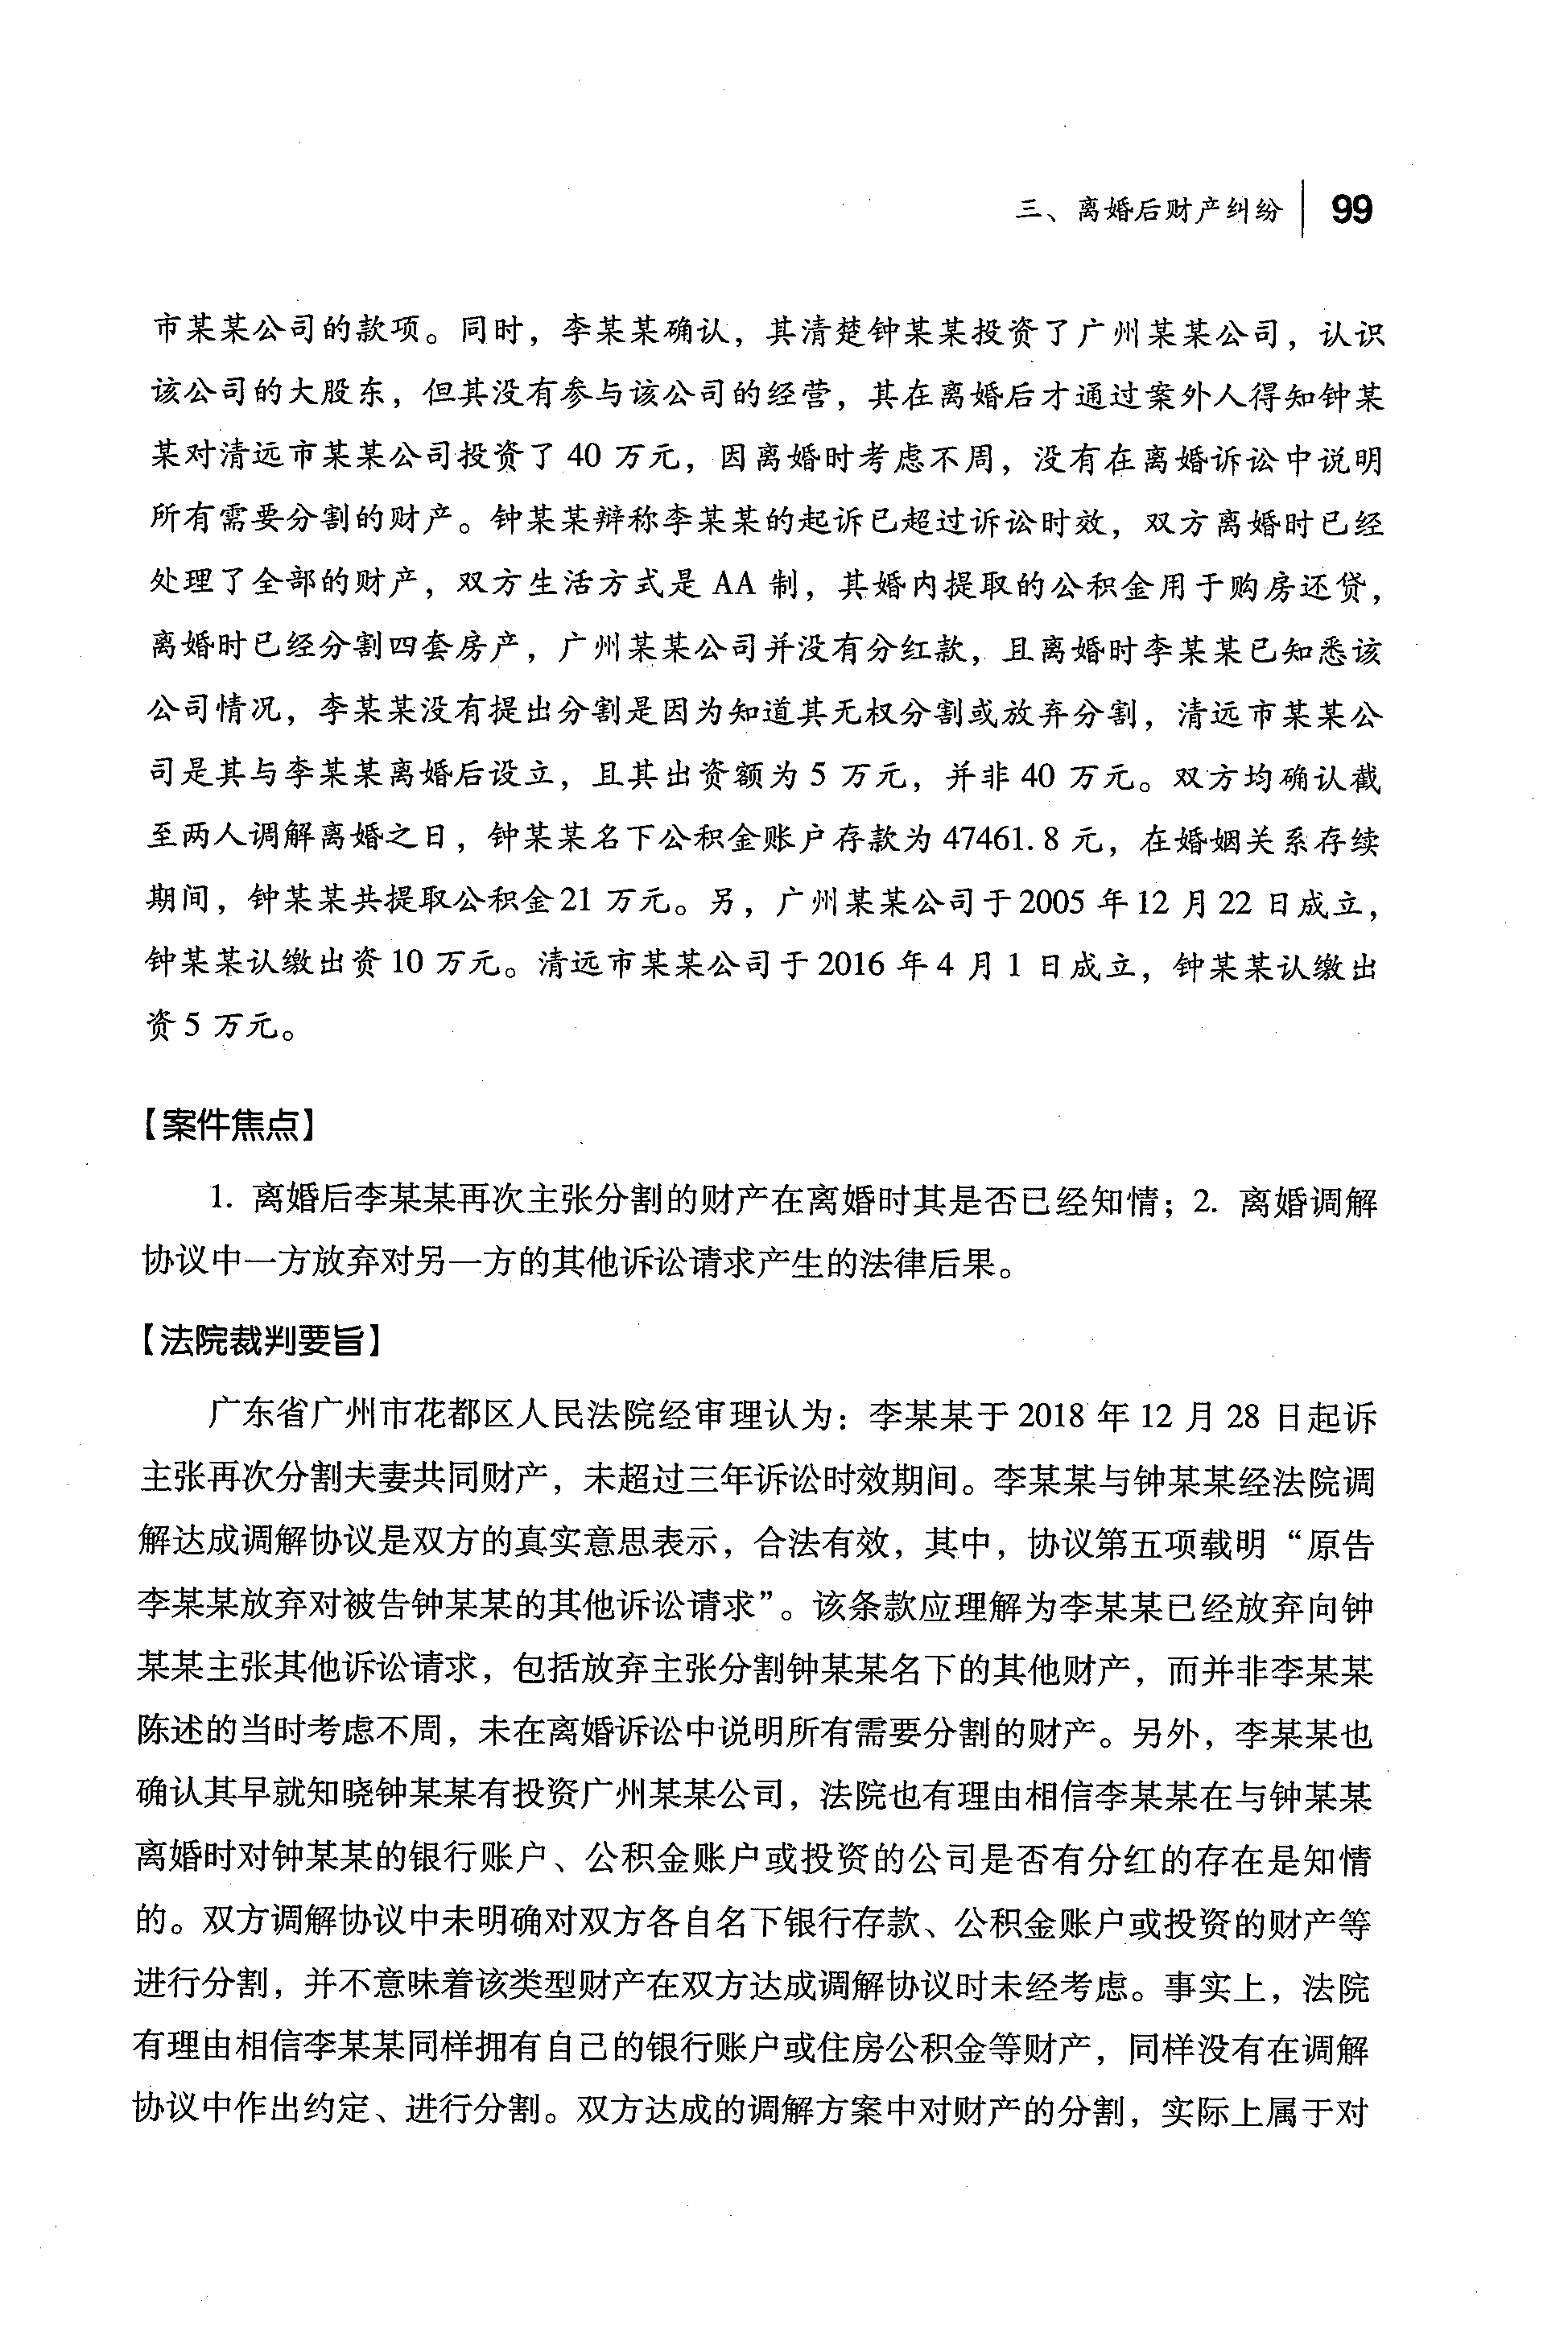 三、离婚后财产纠纷 99
市某某公司的款项。同时，李某某确认，其清楚钟某某投资了广州某某公司，认识
该公司的大股东，但其没有参与该公司的经营，其在离婚后才通过案外人得知钟某
某对清远市某某公司投资了 40 万元，因离婚时考虑不周，没有在离婚诉讼中说明
所有需要分割的财产。钟某某辩称李某某的起诉已超过诉讼时效，双方离婚时已经
处理了全部的财产，双方生活方式是 AA 制，其婚内提取的公积金用于购房还贷，
离婚时已经分割四套房产，广州某某公司并没有分红款，且离婚时李某某已知悉该
公司情况，李某某没有提出分割是因为知道其无权分割或放弃分割，清远市某某公
司是其与李某某离婚后设立，且其出资额为 5 万元，并非 40 万元。双方均确认截
至两人调解离婚之日，钟某某名下公积金账户存款为 47461.8 元，在婚姻关系存续
期间，钟某某共提取公积金21 万元。另，广州某某公司于2005 年12 月22 日成立，
钟某某认缴出资 10 万元。清远市某某公司于 2016 年 4 月 1 日成立，钟某某认缴出
资 5 万元。
【案件焦点】
1. 离婚后李某某再次主张分割的财产在离婚时其是否已经知情；2. 离婚调解
协议中一方放弃对另一方的其他诉讼请求产生的法律后果。
【法院裁判要旨】
广东省广州市花都区人民法院经审理认为：李某某于 2018 年 12 月 28 日起诉
主张再次分割夫妻共同财产，未超过三年诉讼时效期间。李某某与钟某某经法院调
解达成调解协议是双方的真实意思表示，合法有效，其中，协议第五项载明“原告
李某某放弃对被告钟某某的其他诉讼请求”。该条款应理解为李某某已经放弃向钟
某某主张其他诉讼请求，包括放弃主张分割钟某某名下的其他财产，而并非李某某
陈述的当时考虑不周，未在离婚诉讼中说明所有需要分割的财产。另外，李某某也
确认其早就知晓钟某某有投资广州某某公司，法院也有理由相信李某某在与钟某某
离婚时对钟某某的银行账户、公积金账户或投资的公司是否有分红的存在是知情
的。双方调解协议中未明确对双方各自名下银行存款、公积金账户或投资的财产等
进行分割，并不意味着该类型财产在双方达成调解协议时未经考虑。事实上，法院
有理由相信李某某同样拥有自己的银行账户或住房公积金等财产，同样没有在调解
协议中作出约定、进行分割。双方达成的调解方案中对财产的分割，实际上属于对